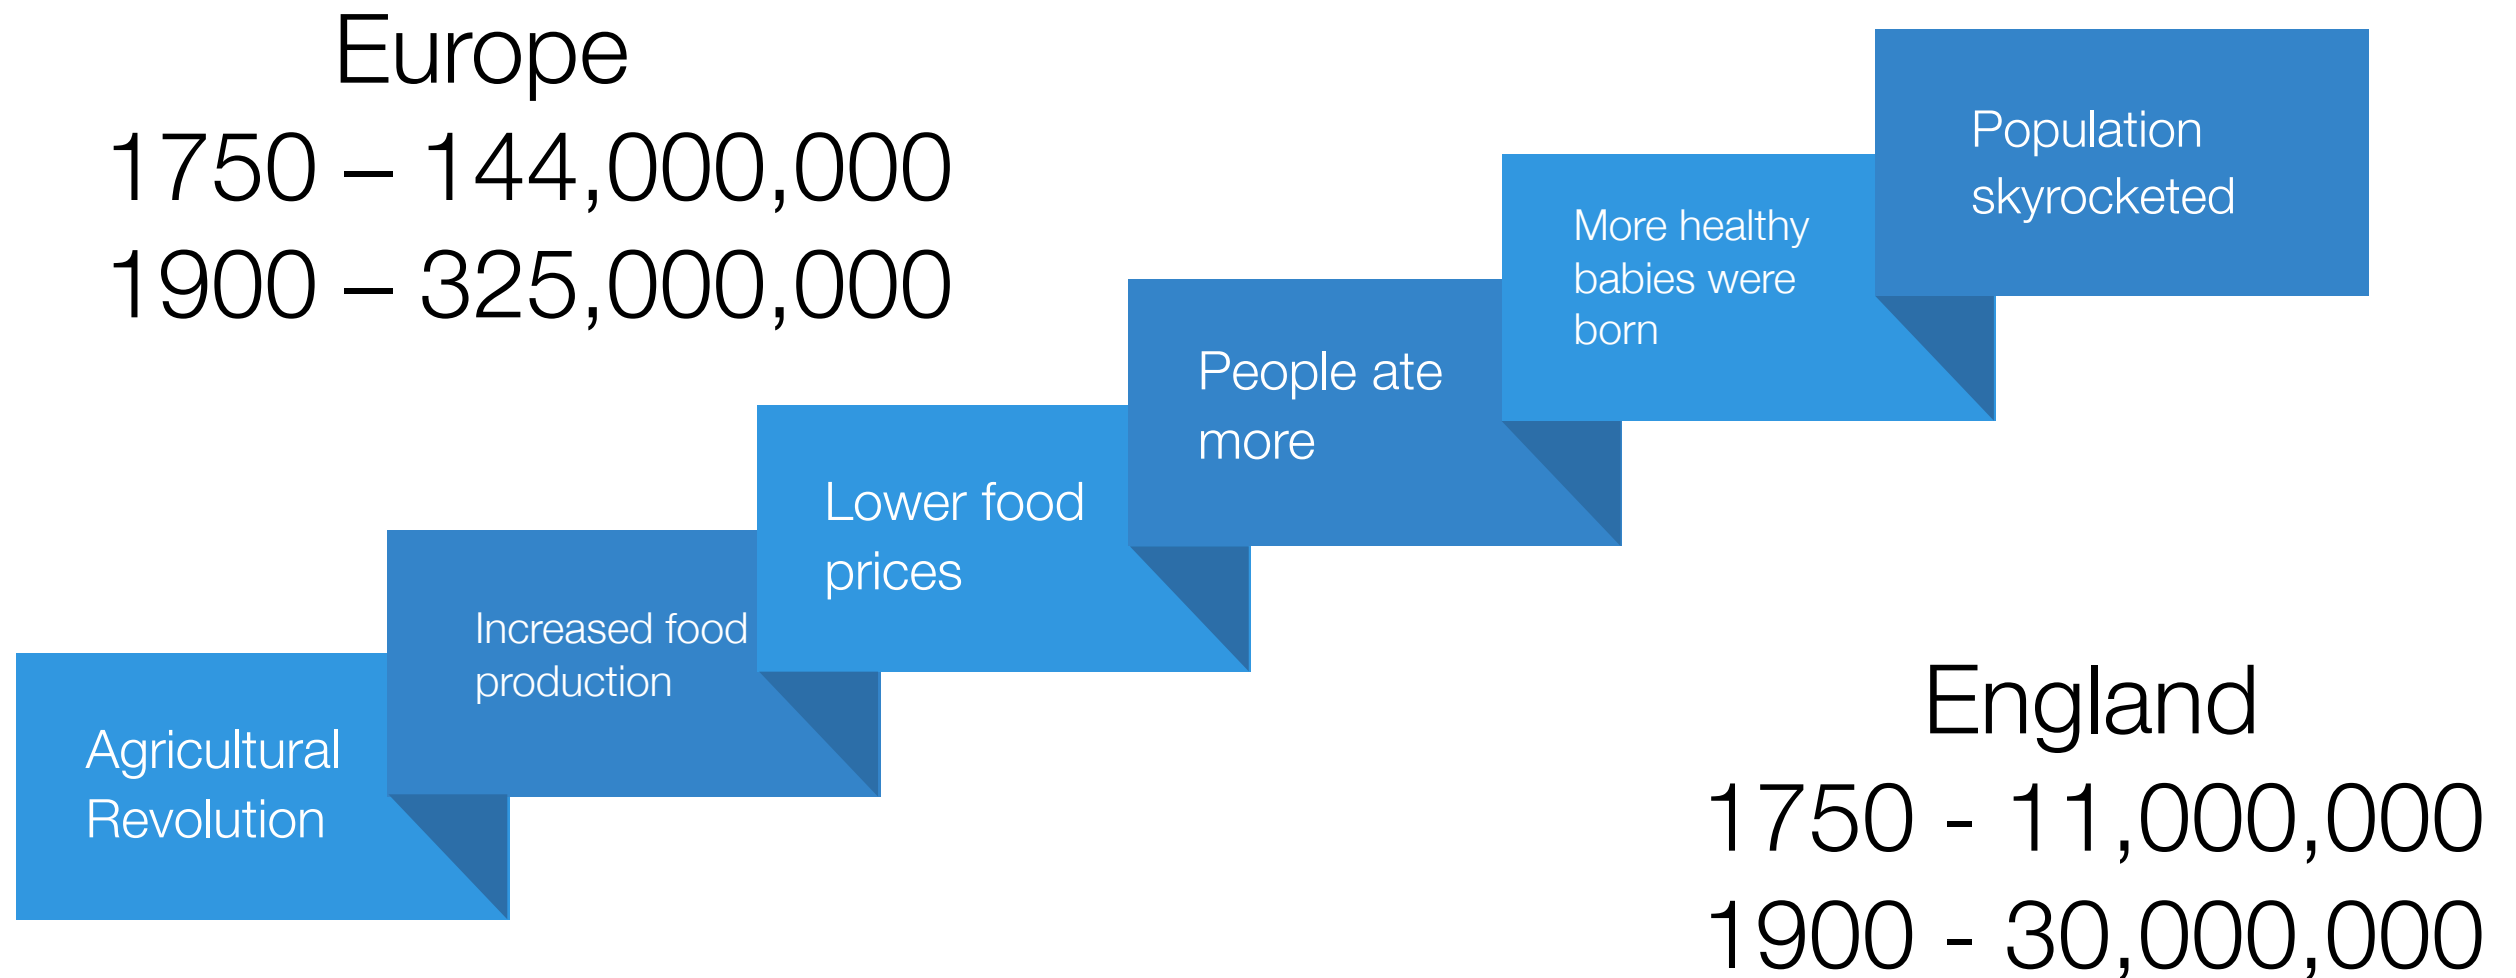 Europe
1750 – 144,000,000
1900 – 325,000,000
Agricultural
Revolution
Increased food
production
Lower food
prices
People ate
more
More healthy
babies were
born
Population
skyrocketed
England
1750 - 11,000,000
1900 - 30,000,000